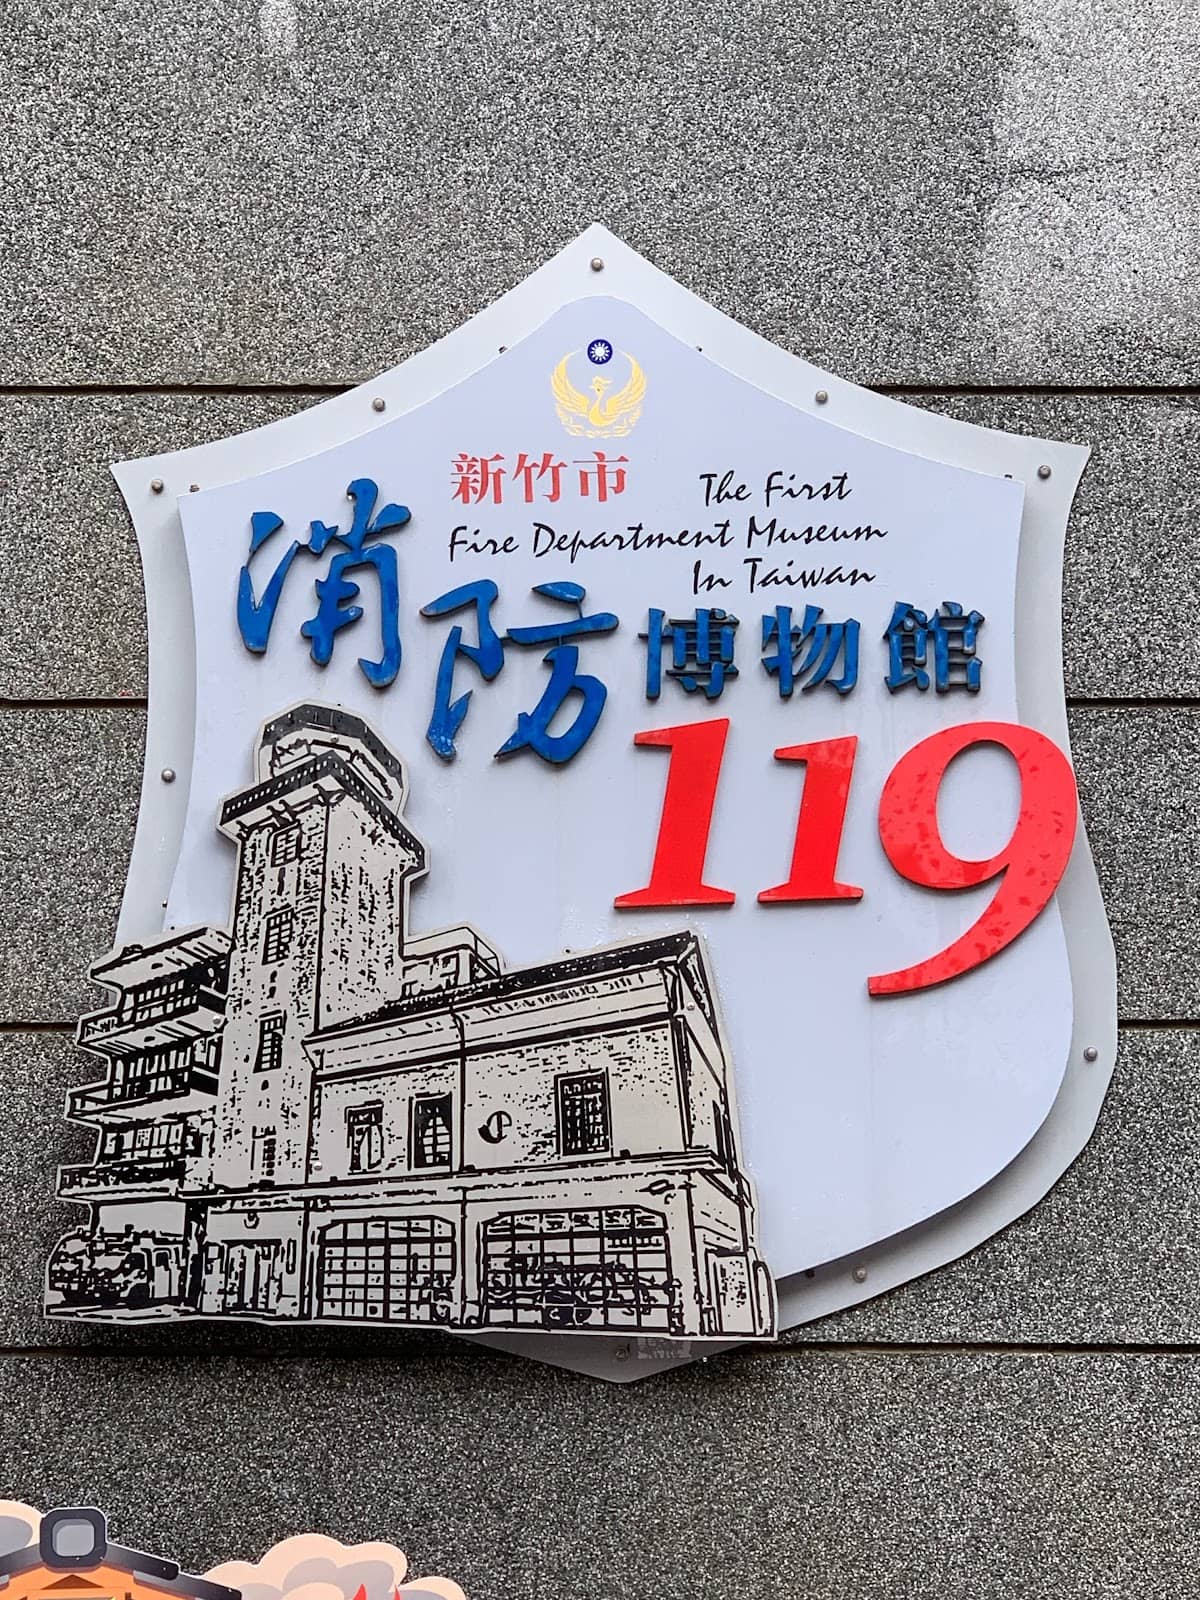 新竹市
The First
Fire Department Museum
In Taiwan
消防博物館
119